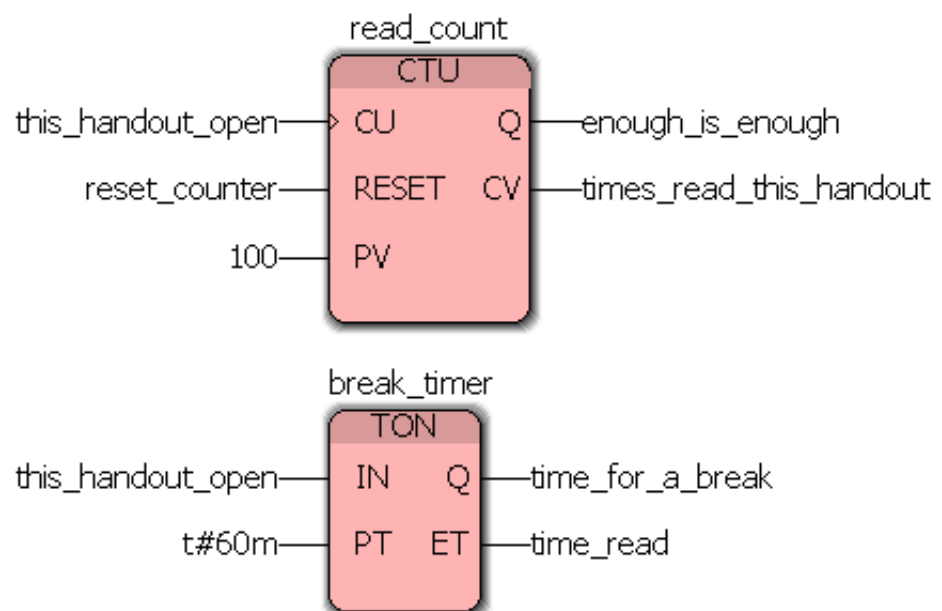 read_count
CTU
this_handout_open CU Q enough_is_enough
reset_counter RESET CV times_read_this_handout
100 PV
break_timer
TON
this_handout_open IN Q time_for_a_break
t#60m PT ET time_read